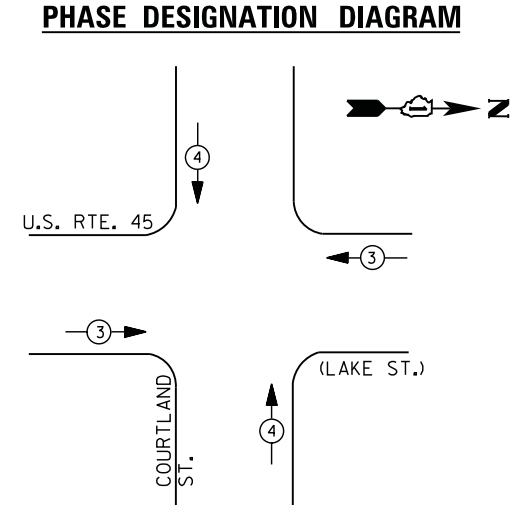 PHASE DESIGNATION DIAGRAM
4
N
U.S. RTE. 45
3
3
(LAKE ST.)
COURTLAND
ST.
4